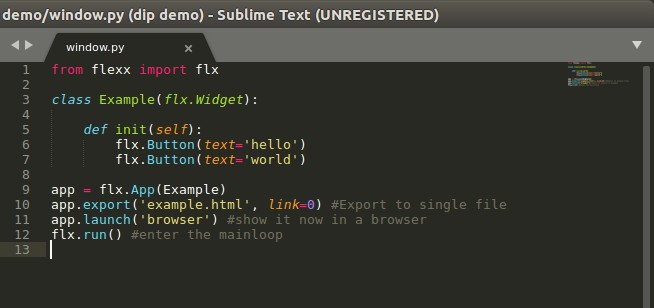 demo/window.py (dip demo) - Sublime Text (UNREGISTERED)
window.py ×
1 from flexx import flx
2
3 class Example(flx.Widget):
4
5     def init(self):
6         flx.Button(text='hello')
7         flx.Button(text='world')
8
9 app = flx.App(Example)
10 app.export('example.html', link=0) #Export to single file
11 app.launch('browser') #show it now in a browser
12 flx.run() #enter the mainloop
13